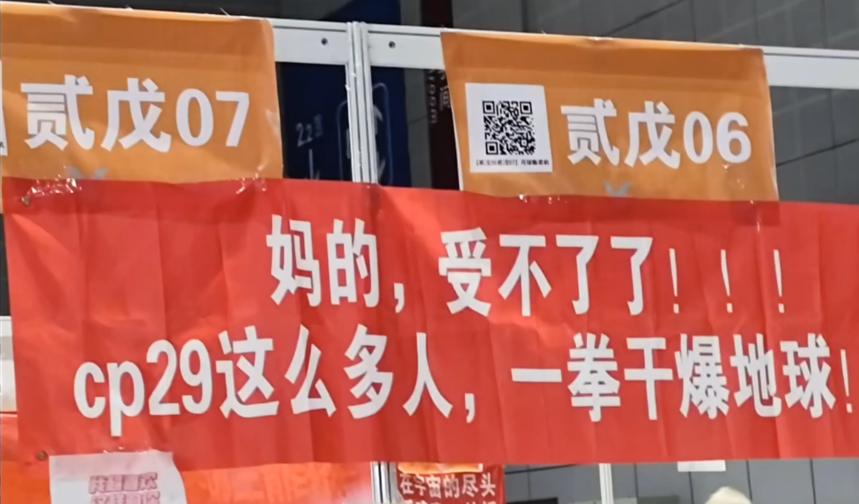 贰戊07
贰戊06
妈的，受不了了！！！
cp29这么多人，一拳干爆地球！
在宇宙的尽头